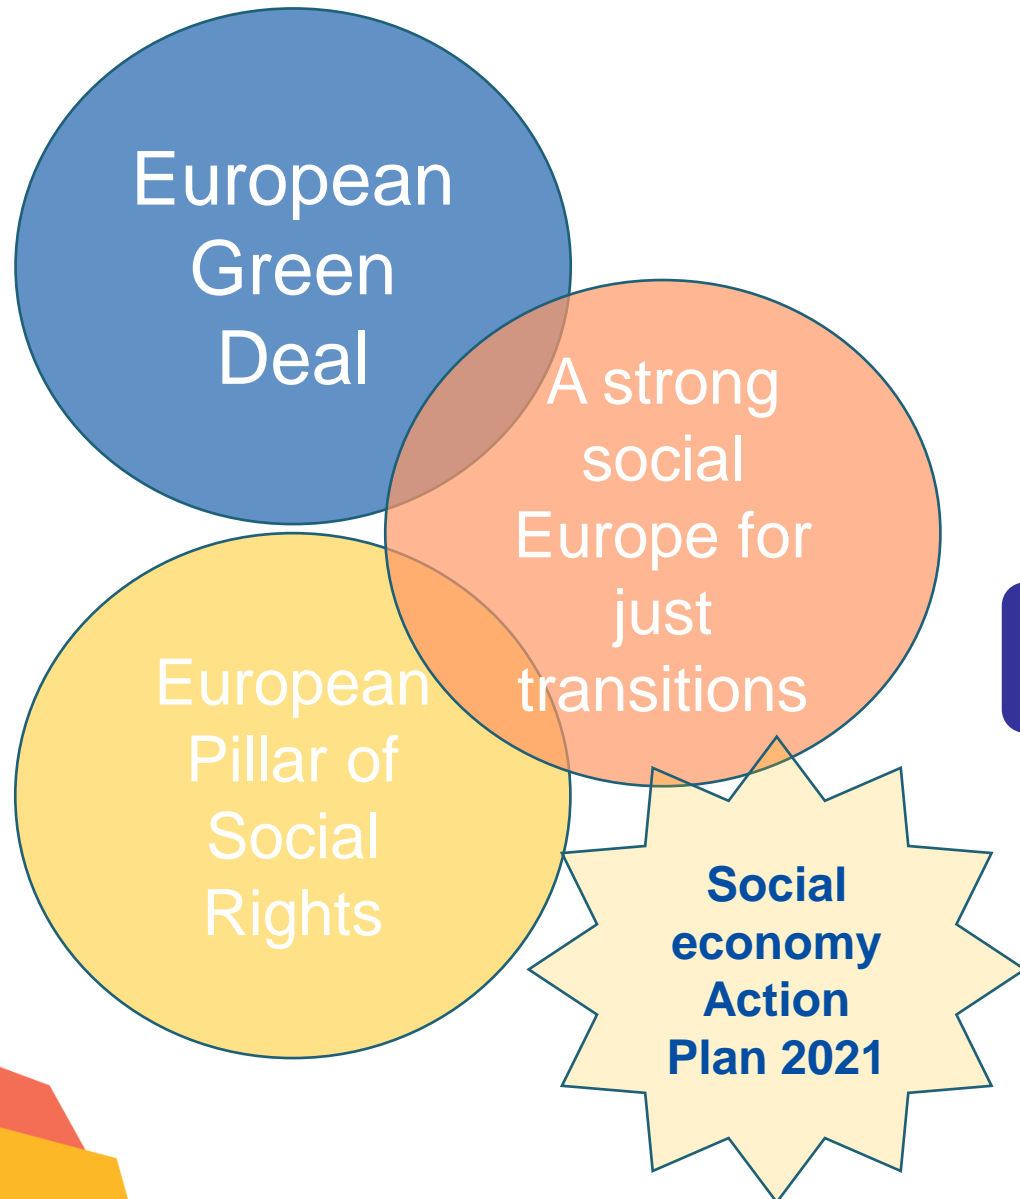 European
Green
Deal
A strong
social
Europe for
just
transitions
European
Pillar of
Social
Rights
Social
economy
Action
Plan 2021